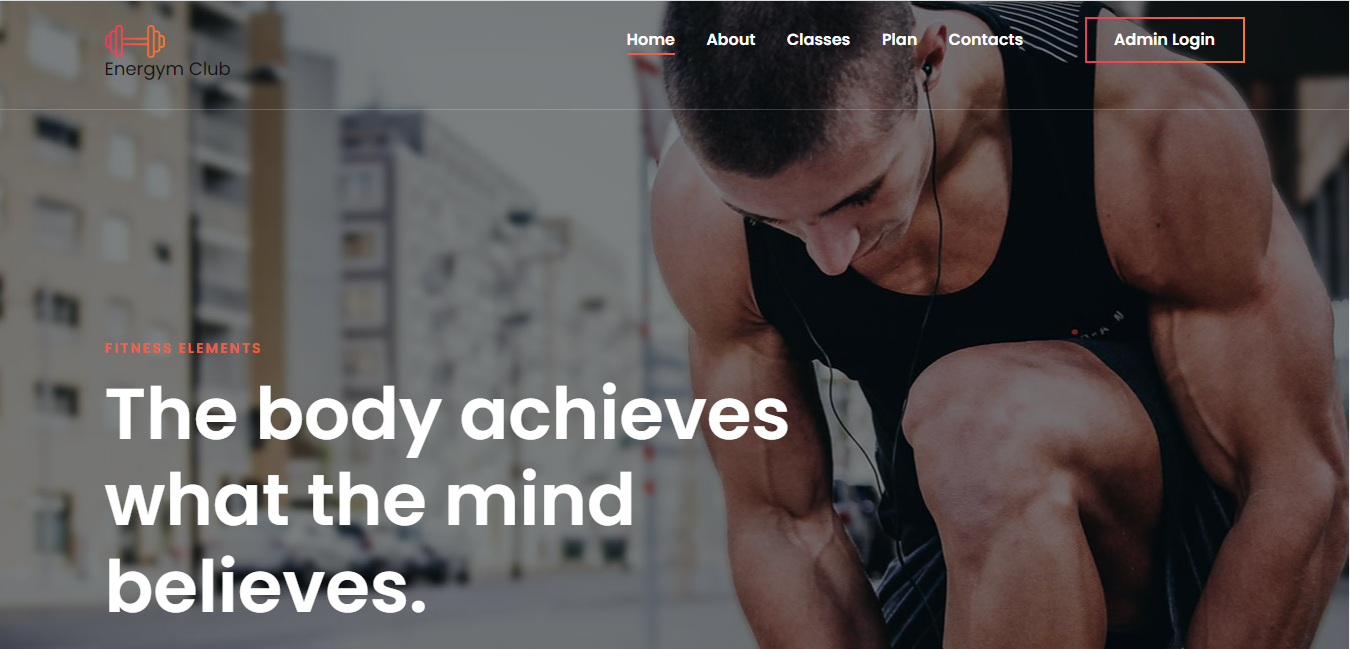 Home About Classes Plan Contacts Admin Login
Energym Club
FITNESS ELEMENTS
The body achieves
what the mind
believes.